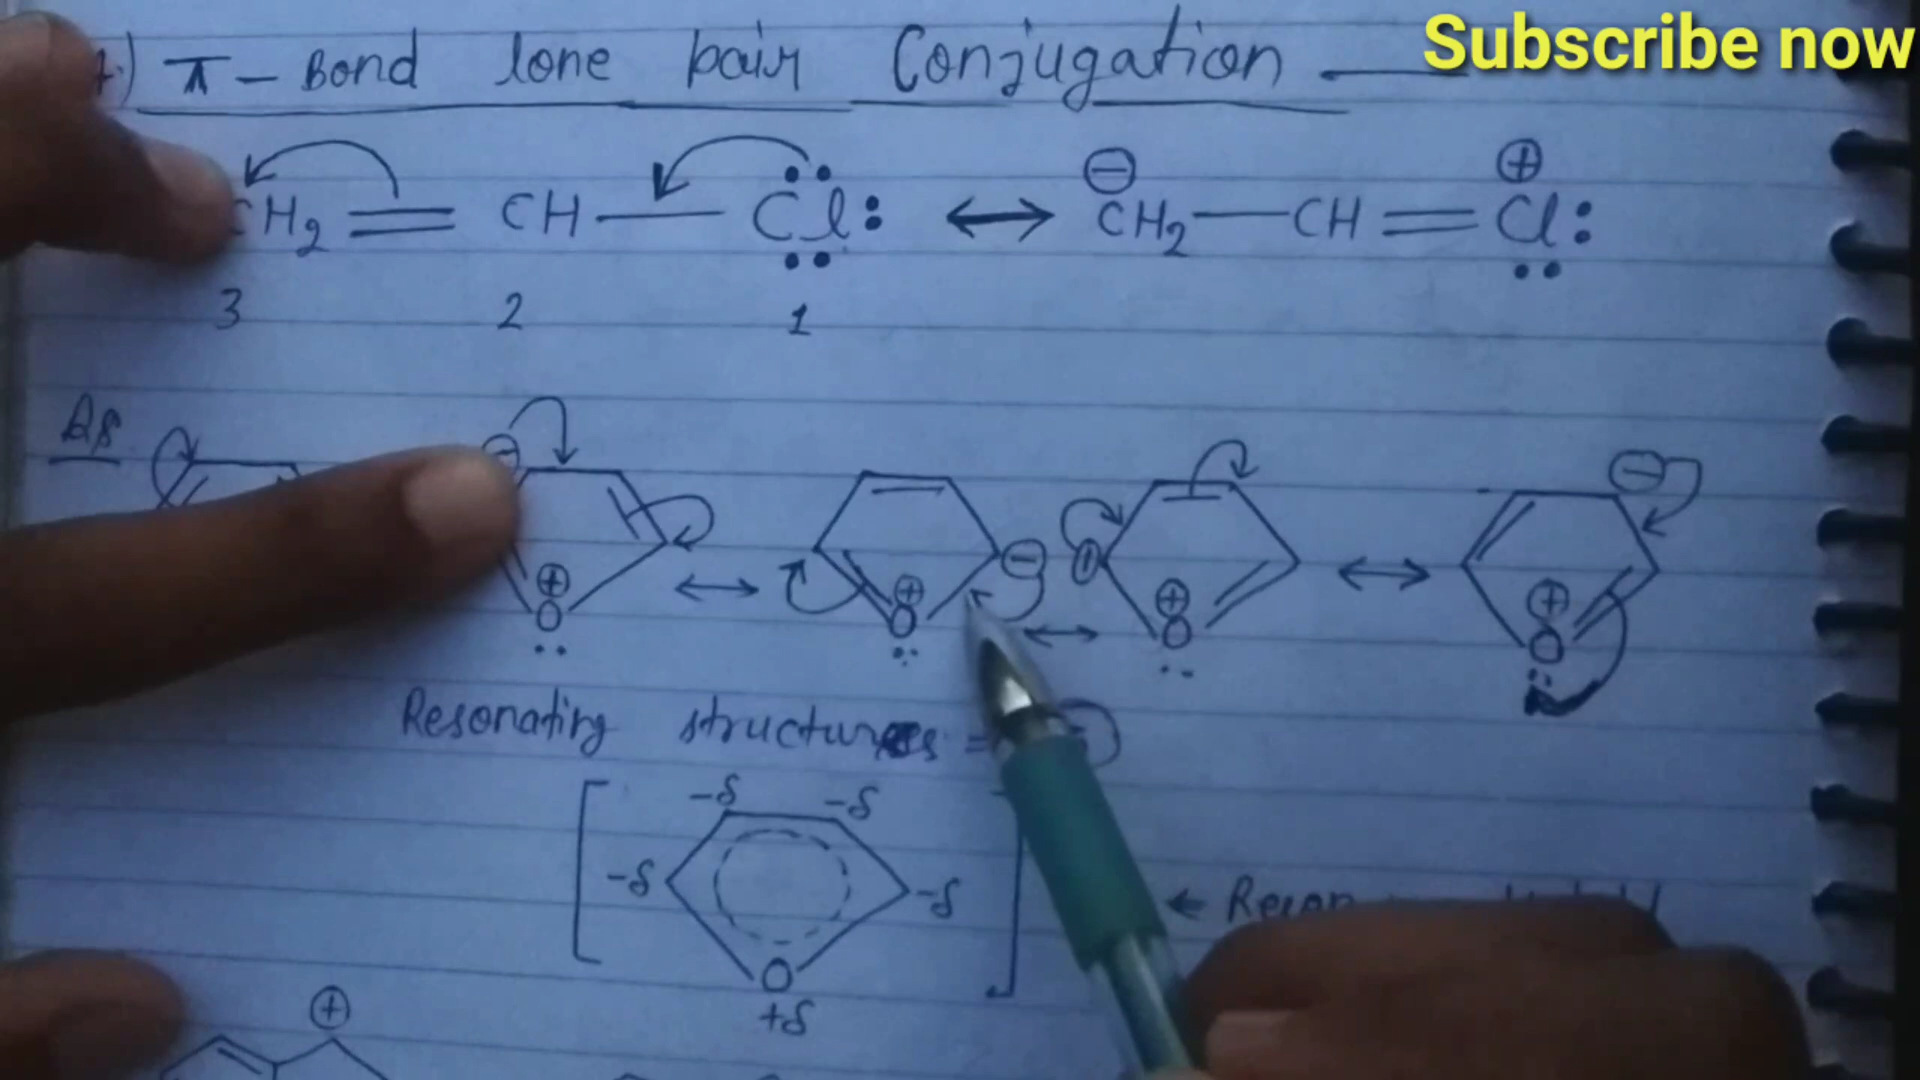 Subscribe now
π - Bond lone pair Conjugation —
CH₂ = CH — Cl: ↔ CH₂ — CH = Cl:
⊖ ⊕
3 2 1
⊖ ⊖
⊖ ⊖
⊕ ⊕ ⊕ ⊕
O O O O
Resonating structures =
-δ -δ
-δ -δ
←
O
+δ
⊕